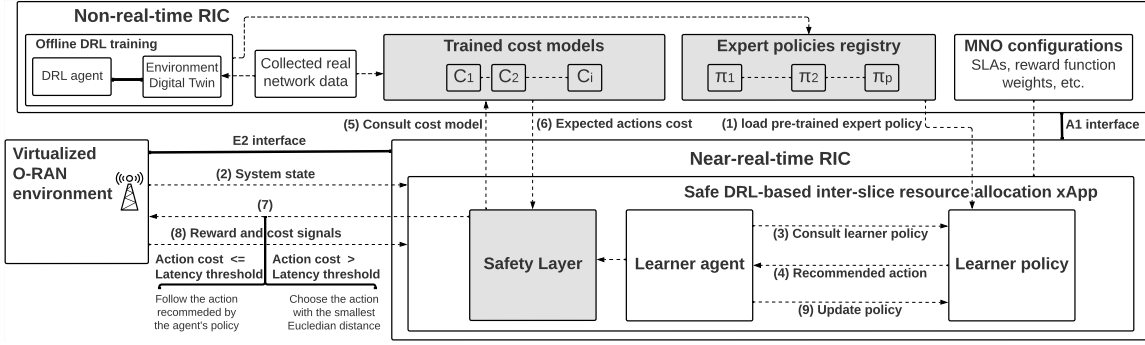 Non-real-time RIC
Offline DRL training
DRL agent
Environment
Digital Twin
Collected real
network data
Trained cost models
C1
C2
Ci
Expert policies registry
π1
π2
πp
MNO configurations
SLAs, reward function
weights, etc.
(5) Consult cost model
(6) Expected actions cost
(1) load pre-trained expert policy
A1 interface
Virtualized
O-RAN
environment
E2 interface
(2) System state
(7)
(8) Reward and cost signals
Action cost <=
Latency threshold
Action cost >
Latency threshold
Follow the action
recommeded by
the agent's policy
Choose the action
with the smallest
Eucledian distance
Near-real-time RIC
Safe DRL-based inter-slice resource allocation xApp
Safety Layer
Learner agent
(3) Consult learner policy
(4) Recommended action
(9) Update policy
Learner policy